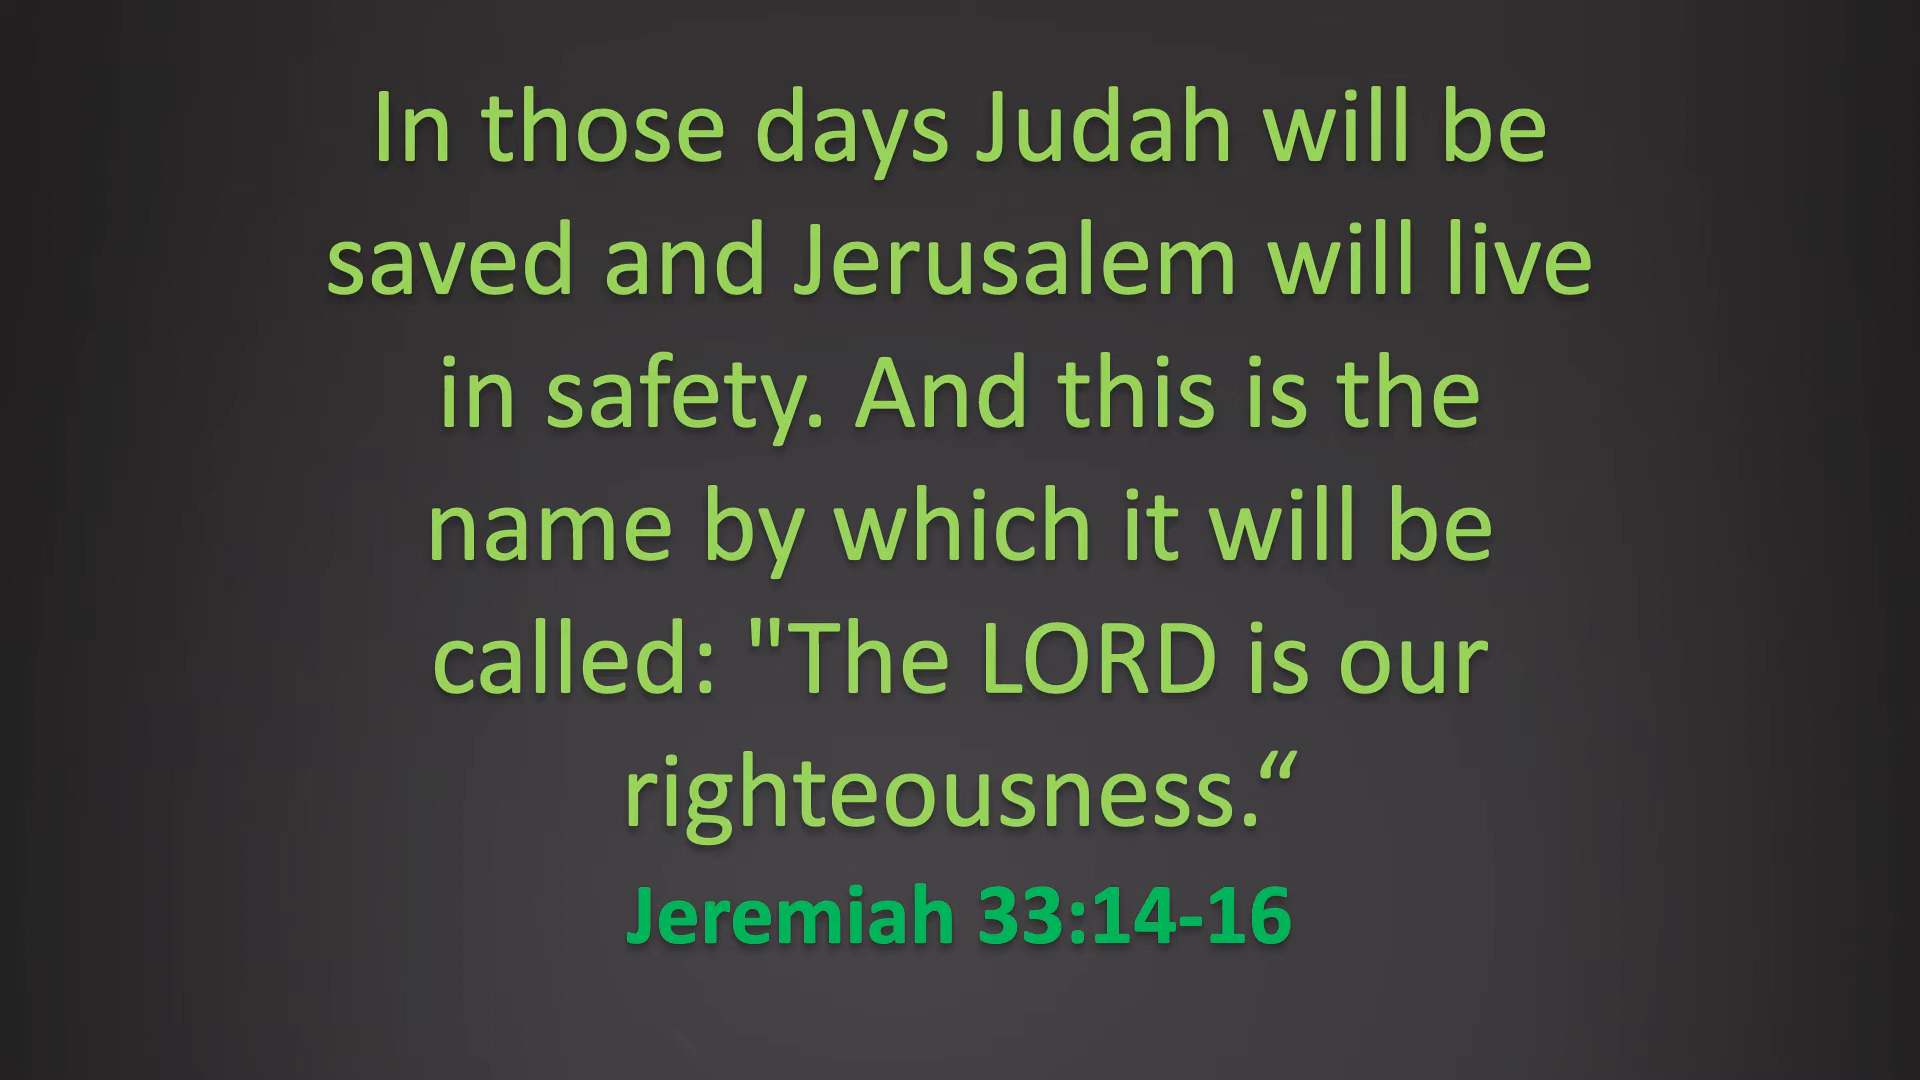 In those days Judah will be
saved and Jerusalem will live
in safety. And this is the
name by which it will be
called: "The LORD is our
righteousness.“
Jeremiah 33:14-16